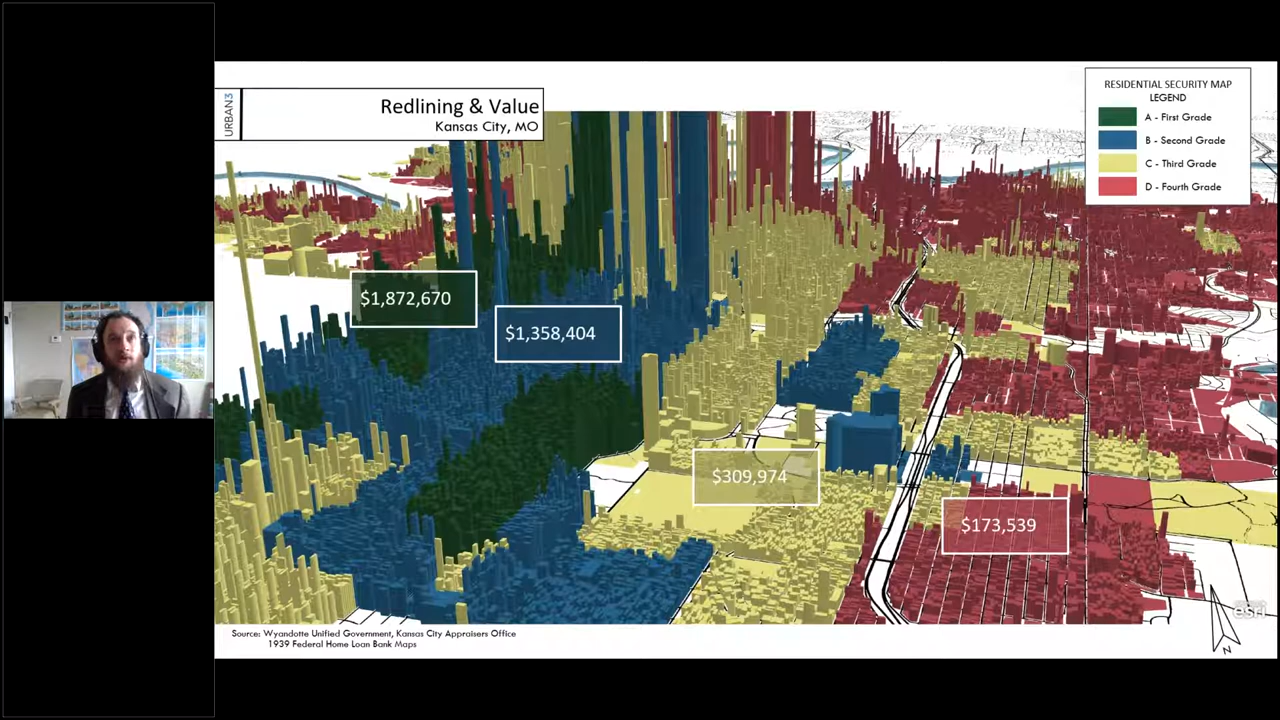 URBAN3
Redlining & Value
Kansas City, MO
RESIDENTIAL SECURITY MAP
LEGEND
A - First Grade
B - Second Grade
C - Third Grade
D - Fourth Grade
$1,872,670
$1,358,404
$309,974
$173,539
esri
N
Source: Wyandotte Unified Government, Kansas City Appraisers Office
1939 Federal Home Loan Bank Maps